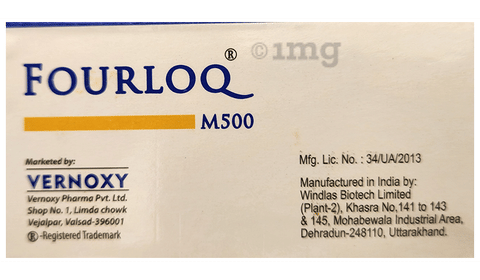 ©1mg
FOURLOQ®
M500
Marketed by:
VERNOXY
Vernoxy Pharma Pvt. Ltd.
Shop No. 1, Limda chowk
Vejalpar, Valsad-396001
®-Registered Trademark
Mfg. Lic. No. : 34/UA/2013
Manufactured in India by:
Windlas Biotech Limited
(Plant-2), Khasra No,141 to 143
& 145, Mohabewala Industrial Area,
Dehradun-248110, Uttarakhand.